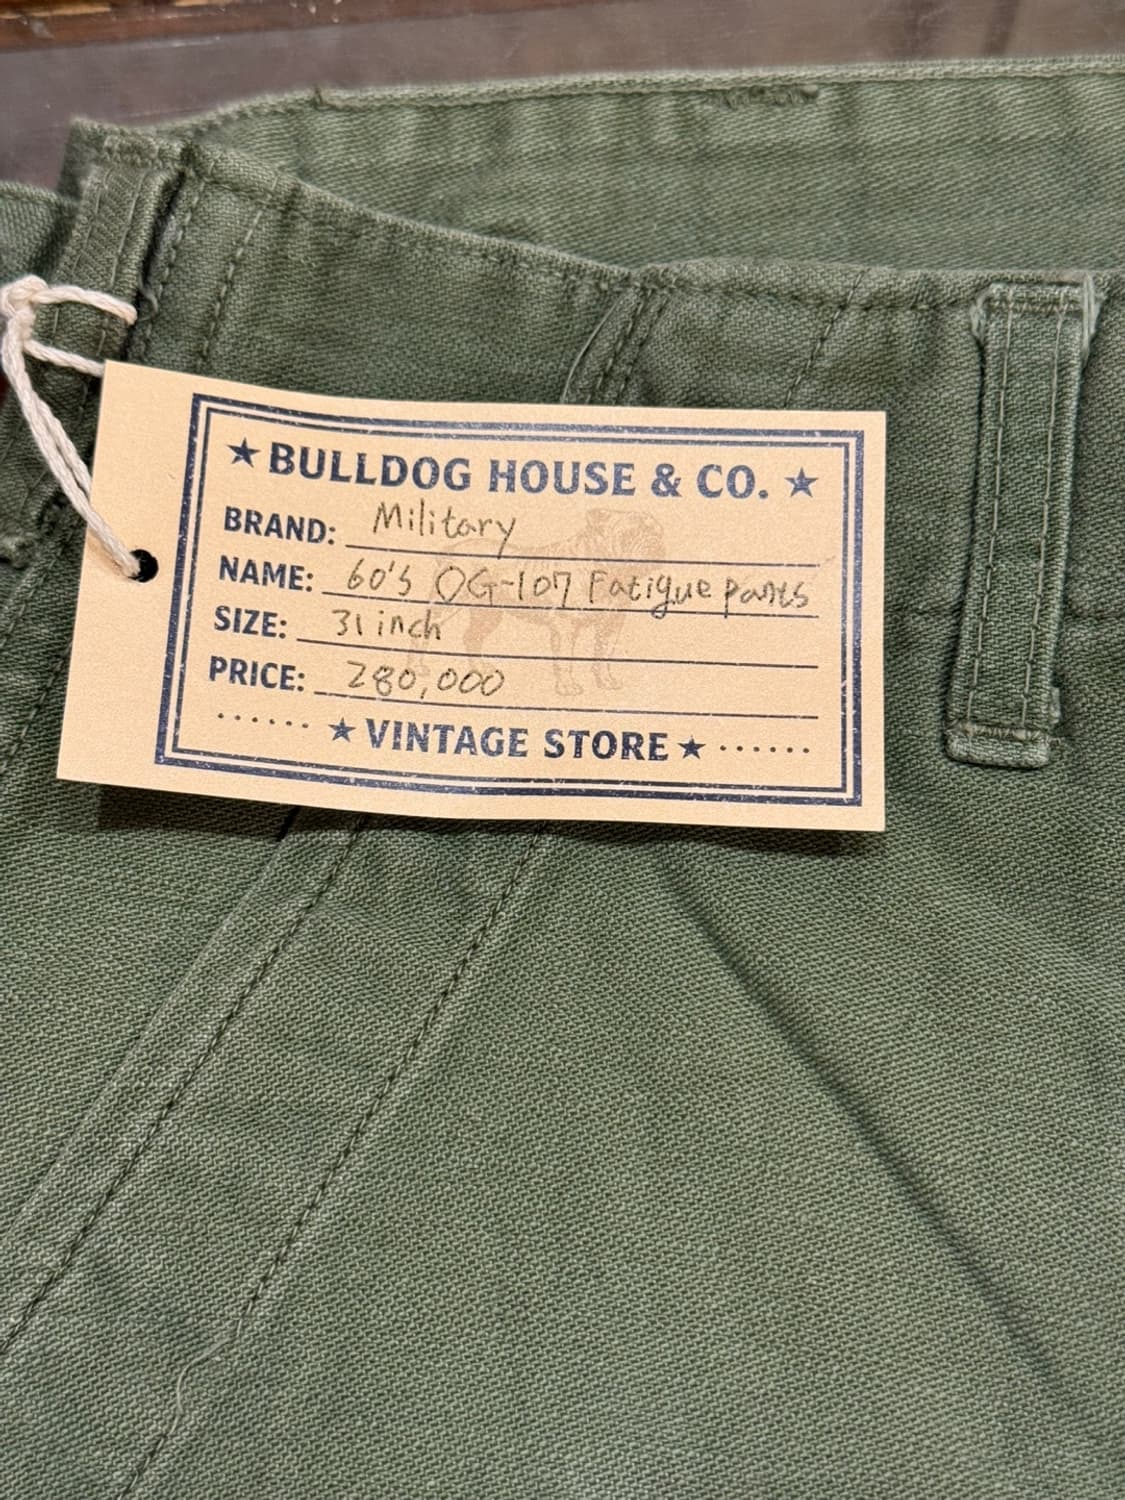 ★ BULLDOG HOUSE & CO. ★
BRAND: Military
NAME: 60's OG-107 Fatigue pants
SIZE: 31 inch
PRICE: 280,000
...... ★ VINTAGE STORE ★ ......